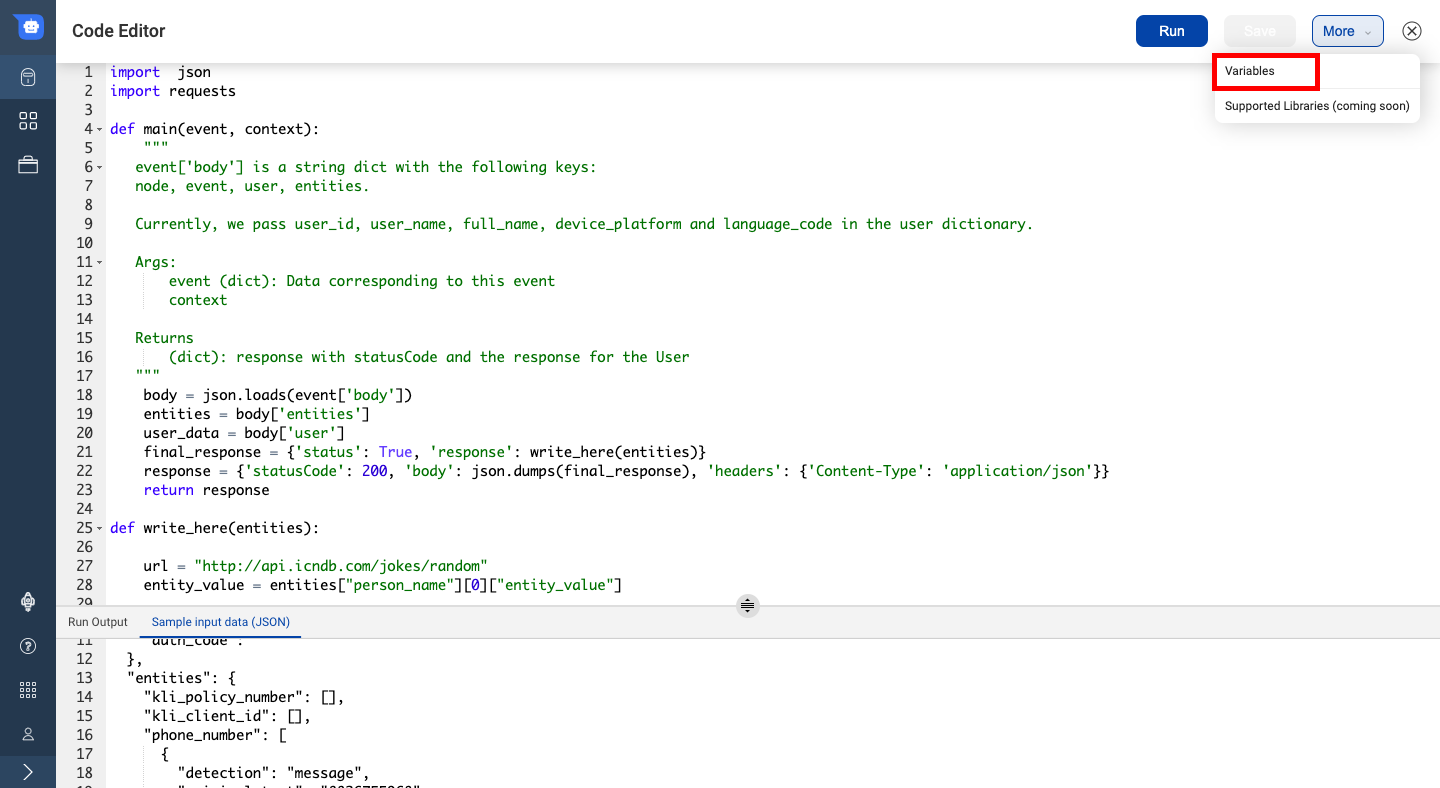 Code Editor
Run
Save
More
Variables
Supported Libraries (coming soon)
1 import  json
2 import requests
3
4 def main(event, context):
5     """
6    event['body'] is a string dict with the following keys:
7    node, event, user, entities.
8
9    Currently, we pass user_id, user_name, full_name, device_platform and language_code in the user dictionary.
10
11    Args:
12        event (dict): Data corresponding to this event
13        context
14
15    Returns
16        (dict): response with statusCode and the response for the User
17    """
18     body = json.loads(event['body'])
19     entities = body['entities']
20     user_data = body['user']
21     final_response = {'status': True, 'response': write_here(entities)}
22     response = {'statusCode': 200, 'body': json.dumps(final_response), 'headers': {'Content-Type': 'application/json'}}
23     return response
24
25 def write_here(entities):
26
27     url = "http://api.icndb.com/jokes/random"
28     entity_value = entities["person_name"][0]["entity_value"]
29
Run Output
Sample input data (JSON)
11     "auth_code":
12   },
13   "entities": {
14     "kli_policy_number": [],
15     "kli_client_id": [],
16     "phone_number": [
17       {
18         "detection": "message",